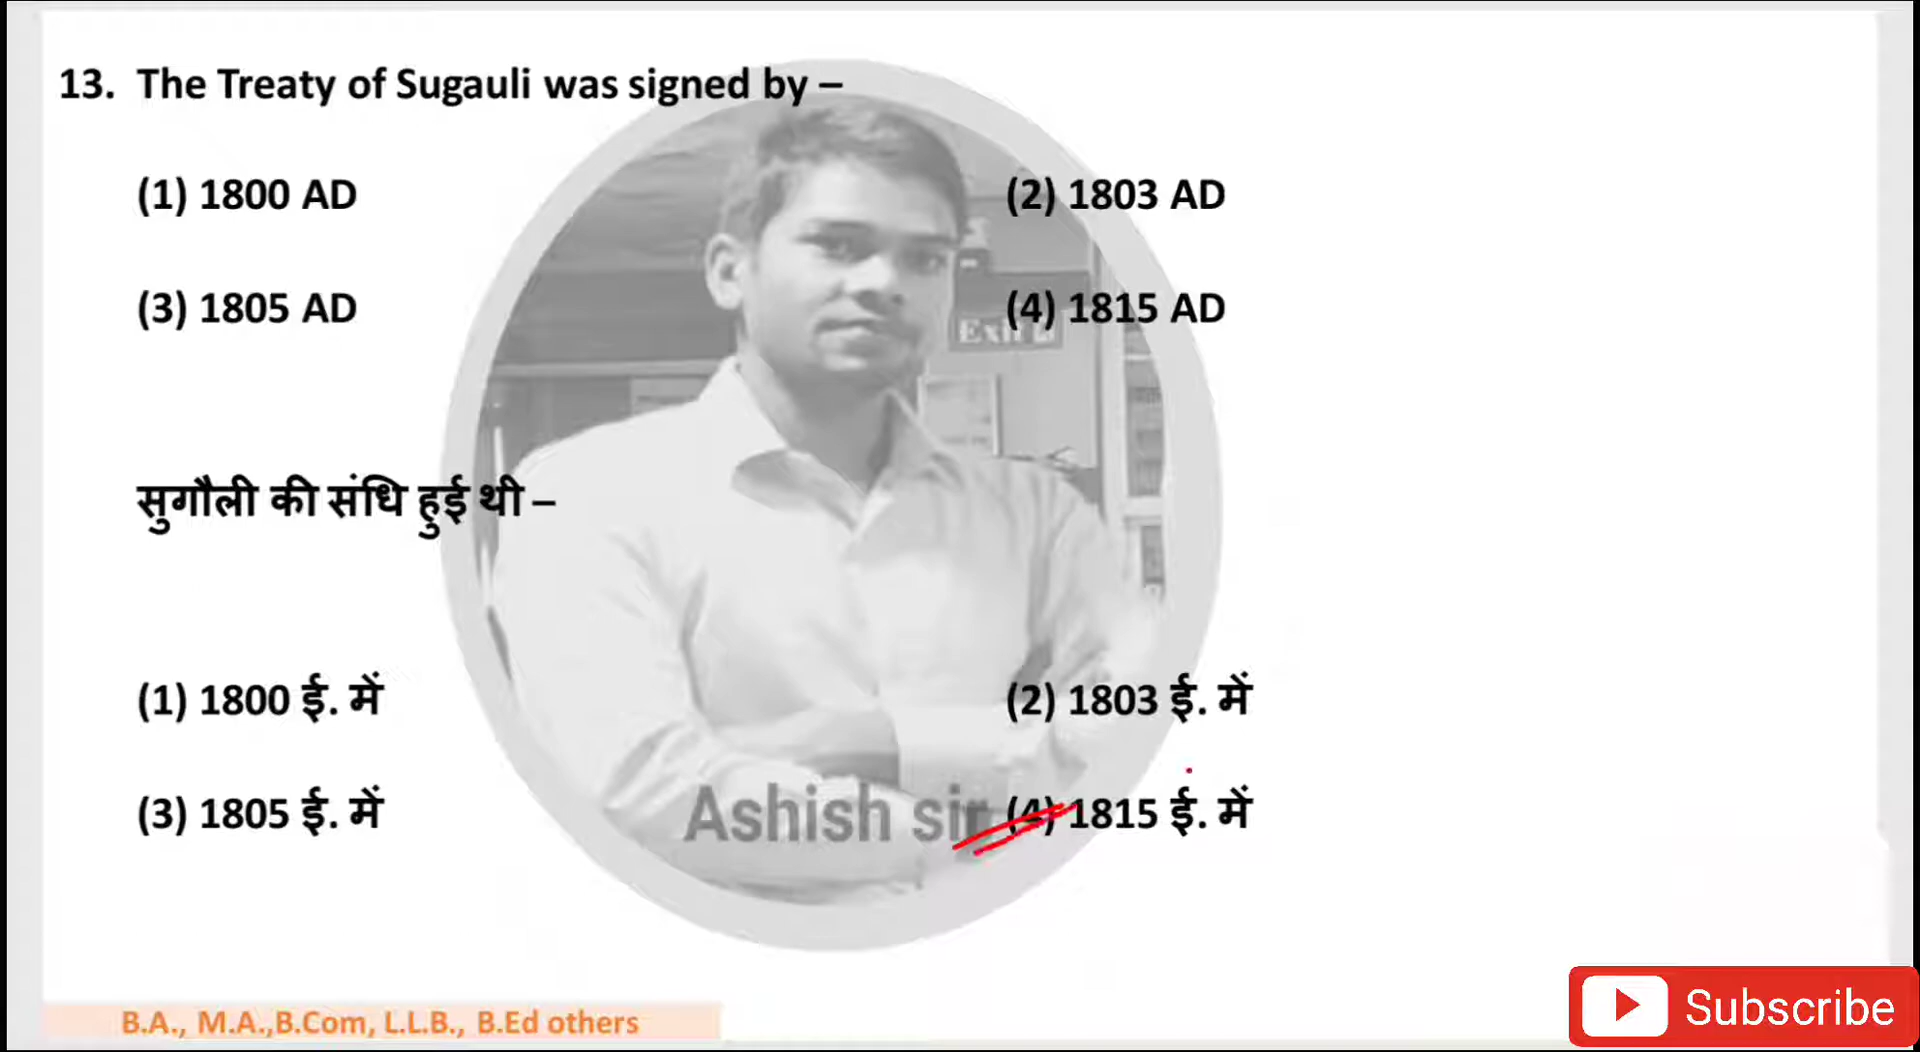 13. The Treaty of Sugauli was signed by –
(1) 1800 AD (2) 1803 AD
(3) 1805 AD (4) 1815 AD
Exit
सुगौली की संधि हुई थी –
(1) 1800 ई. में (2) 1803 ई. में
(3) 1805 ई. में (4) 1815 ई. में
Ashish sir
B.A., M.A.,B.Com, L.L.B., B.Ed others
Subscribe